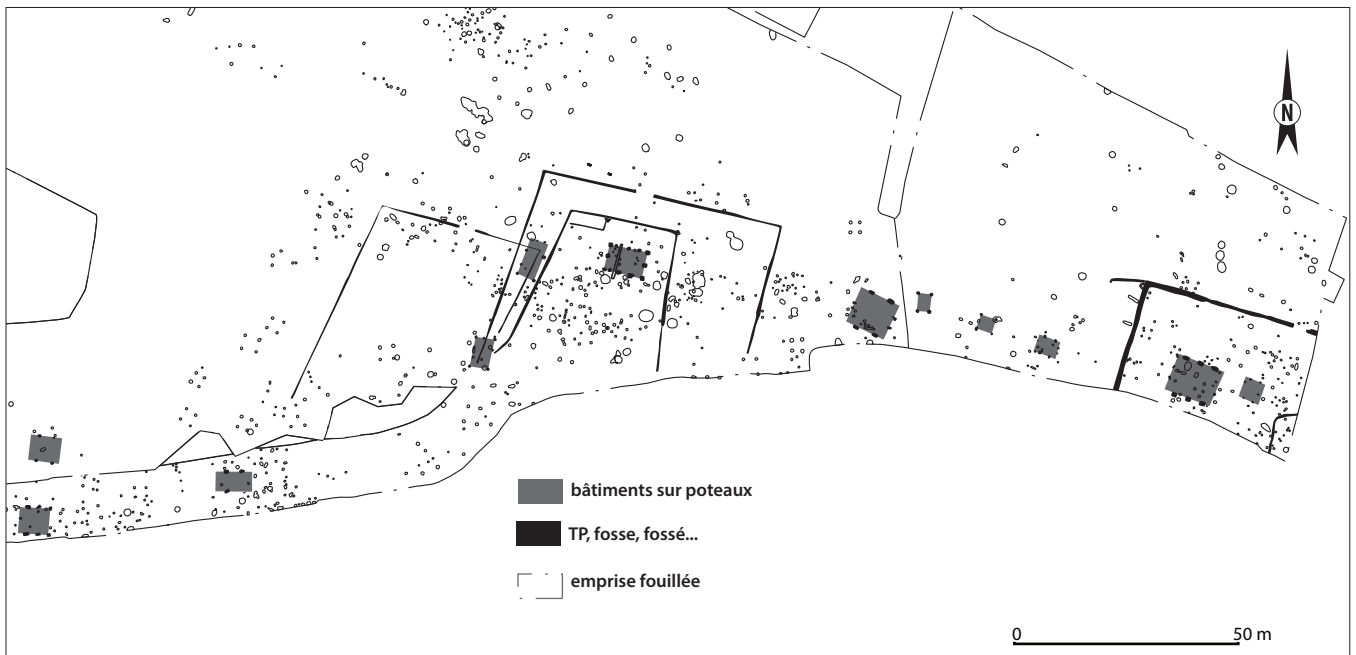 N
bâtiments sur poteaux
TP, fosse, fossé...
emprise fouillée
0 50 m